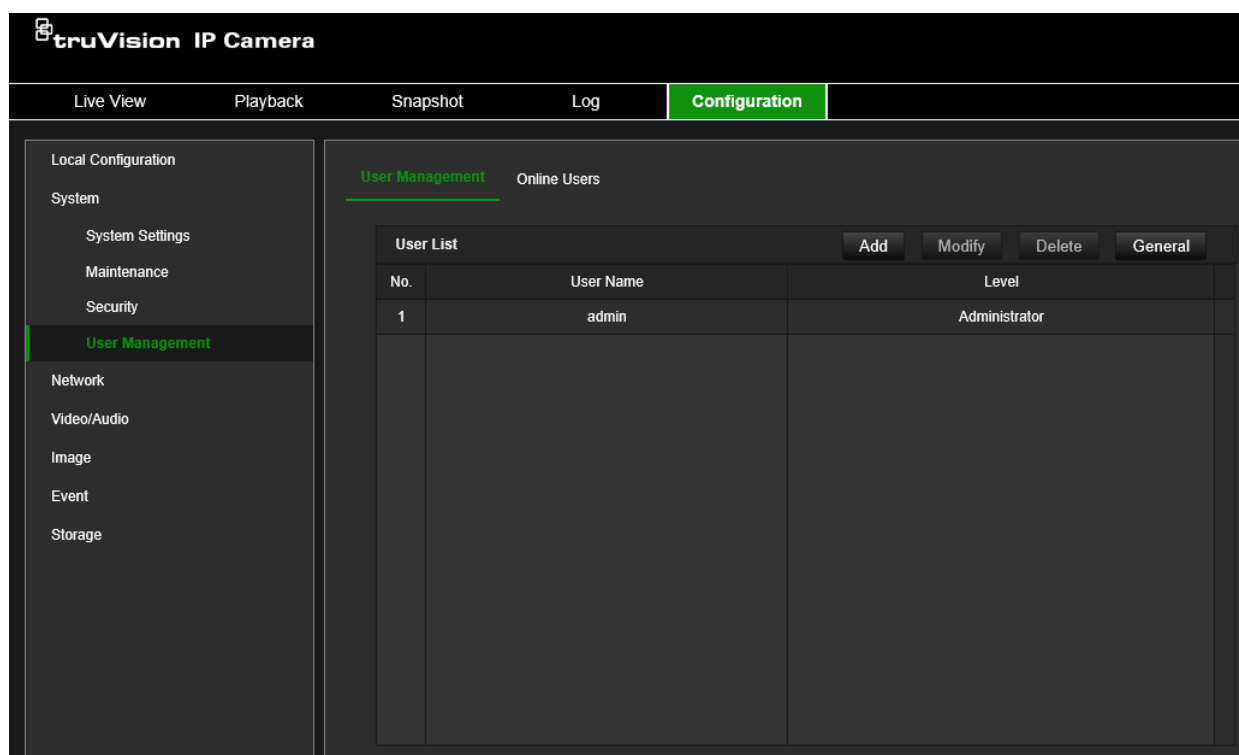 truVision IP Camera
Live View Playback Snapshot Log Configuration
Local Configuration
System
System Settings
Maintenance
Security
User Management
Network
Video/Audio
Image
Event
Storage
User Management Online Users
User List Add Modify Delete General
No. User Name Level
1 admin Administrator